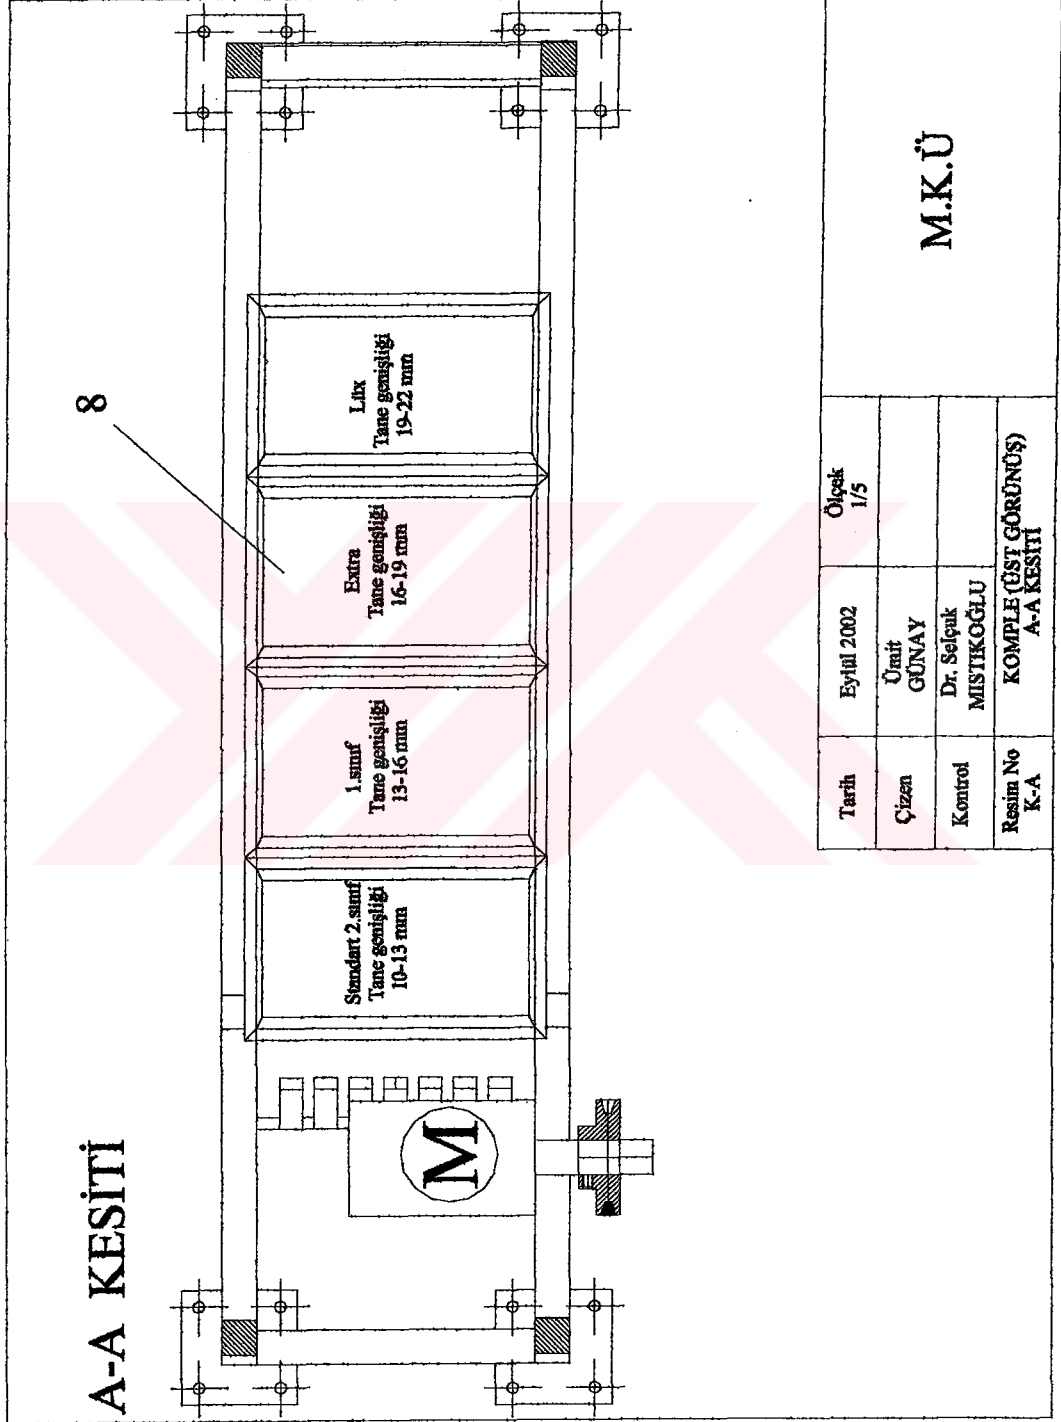 A-A KESİTİ
8
Standart 2.sınıf
Tane genişliği
10-13 mm
1.sınıf
Tane genişliği
13-16 mm
Extra
Tane genişliği
16-19 mm
Lüx
Tane genişliği
19-22 mm
M
Tarih
Eylül 2002
Ölçek
1/5
Çizen
Ümit
GÜNAY
Kontrol
Dr. Selçuk
MISTIKOĞLU
Resim No
K-A
KOMPLE (ÜST GÖRÜNÜŞ)
A-A KESİTİ
M.K.Ü